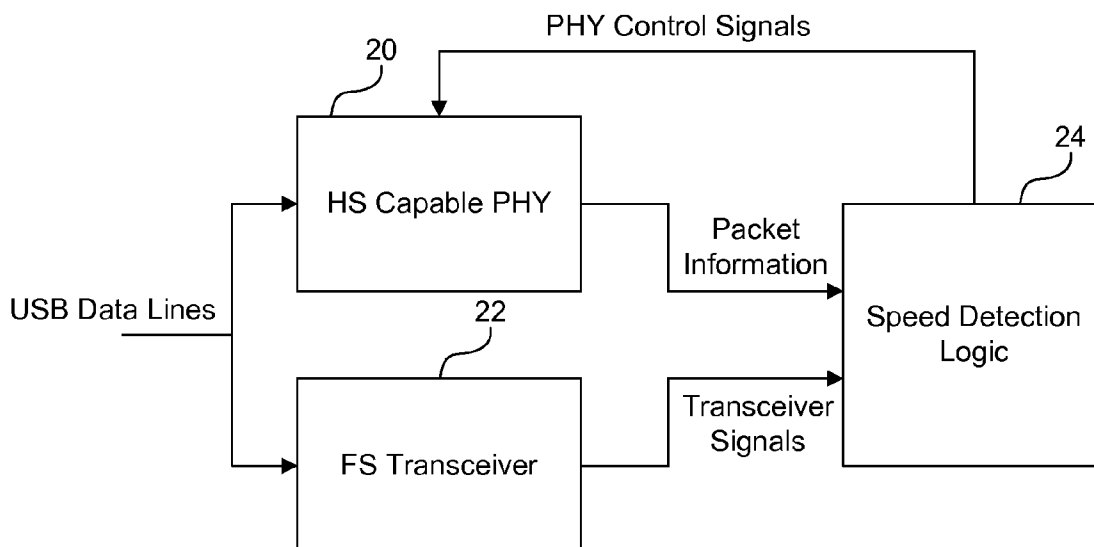 PHY Control Signals
20
24
HS Capable PHY
Packet
Information
USB Data Lines
22
Speed Detection
Logic
Transceiver
Signals
FS Transceiver